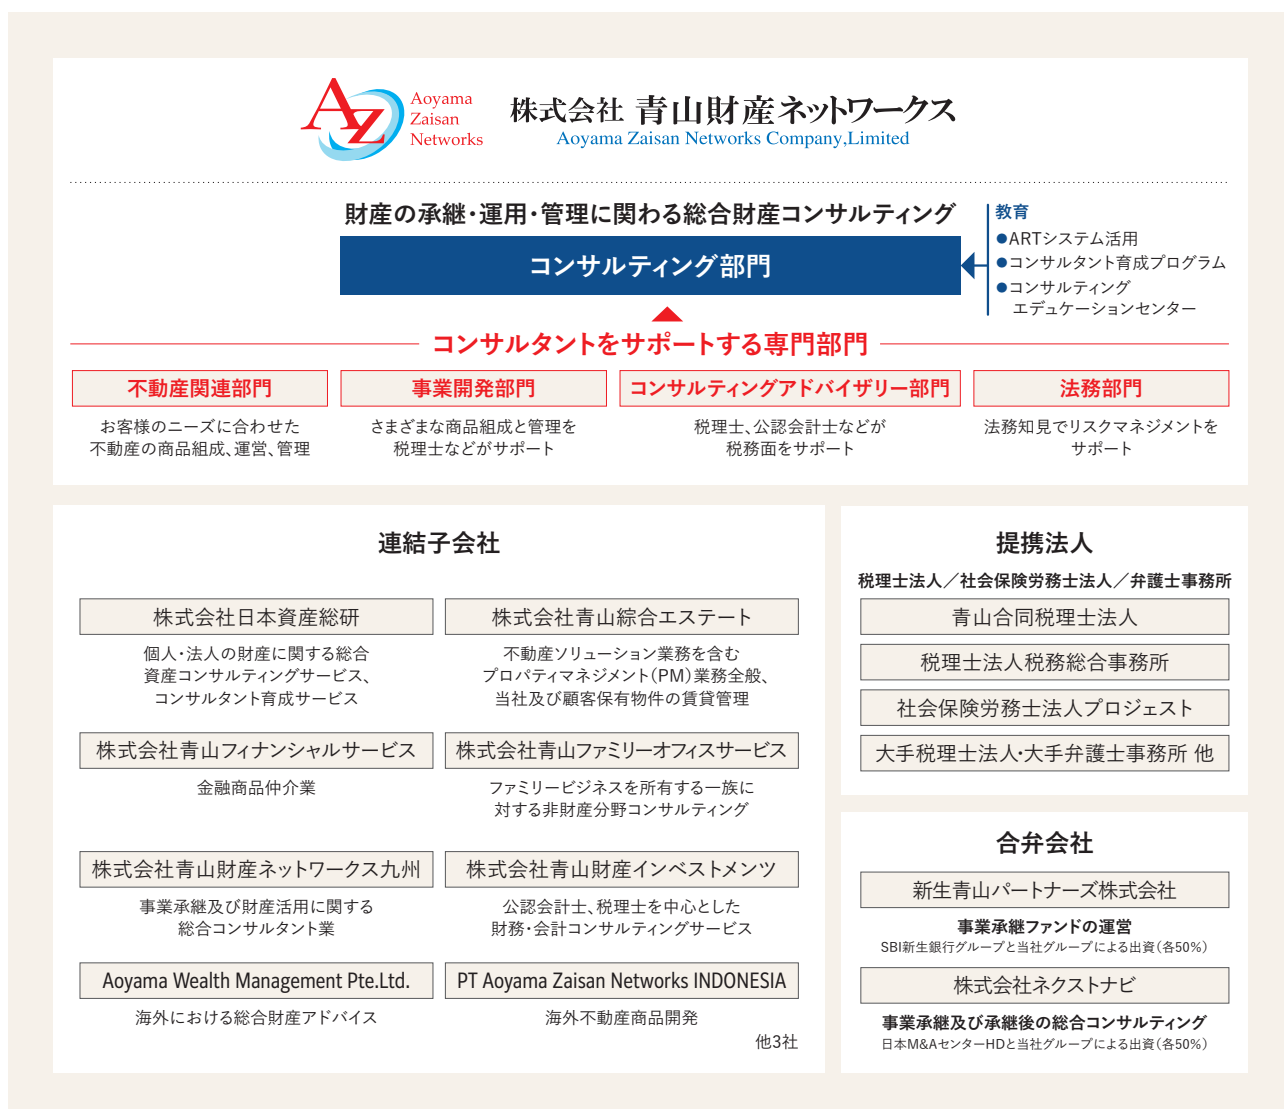 AZ
Aoyama
Zaisan
Networks
株式会社 青山財産ネットワークス
Aoyama Zaisan Networks Company,Limited
財産の承継・運用・管理に関わる総合財産コンサルティング
コンサルティング部門
教育
●ARTシステム活用
●コンサルタント育成プログラム
●コンサルティング
エデュケーションセンター
コンサルタントをサポートする専門部門
不動産関連部門
お客様のニーズに合わせた
不動産の商品組成、運営、管理
事業開発部門
さまざまな商品組成と管理を
税理士などがサポート
コンサルティングアドバイザリー部門
税理士、公認会計士などが
税務面をサポート
法務部門
法務知見でリスクマネジメントを
サポート
連結子会社
株式会社日本資産総研
個人・法人の財産に関する総合
資産コンサルティングサービス、
コンサルタント育成サービス
株式会社青山綜合エステート
不動産ソリューション業務を含む
プロパティマネジメント(PM)業務全般、
当社及び顧客保有物件の賃貸管理
株式会社青山フィナンシャルサービス
金融商品仲介業
株式会社青山ファミリーオフィスサービス
ファミリービジネスを所有する一族に
対する非財産分野コンサルティング
株式会社青山財産ネットワークス九州
事業承継及び財産活用に関する
総合コンサルタント業
株式会社青山財産インベストメンツ
公認会計士、税理士を中心とした
財務・会計コンサルティングサービス
Aoyama Wealth Management Pte.Ltd.
海外における総合財産アドバイス
PT Aoyama Zaisan Networks INDONESIA
海外不動産商品開発
他3社
提携法人
税理士法人／社会保険労務士法人／弁護士事務所
青山合同税理士法人
税理士法人税務総合事務所
社会保険労務士法人プロジェスト
大手税理士法人・大手弁護士事務所 他
合弁会社
新生青山パートナーズ株式会社
事業承継ファンドの運営
SBI新生銀行グループと当社グループによる出資(各50%)
株式会社ネクストナビ
事業承継及び承継後の総合コンサルティング
日本M&AセンターHDと当社グループによる出資(各50%)